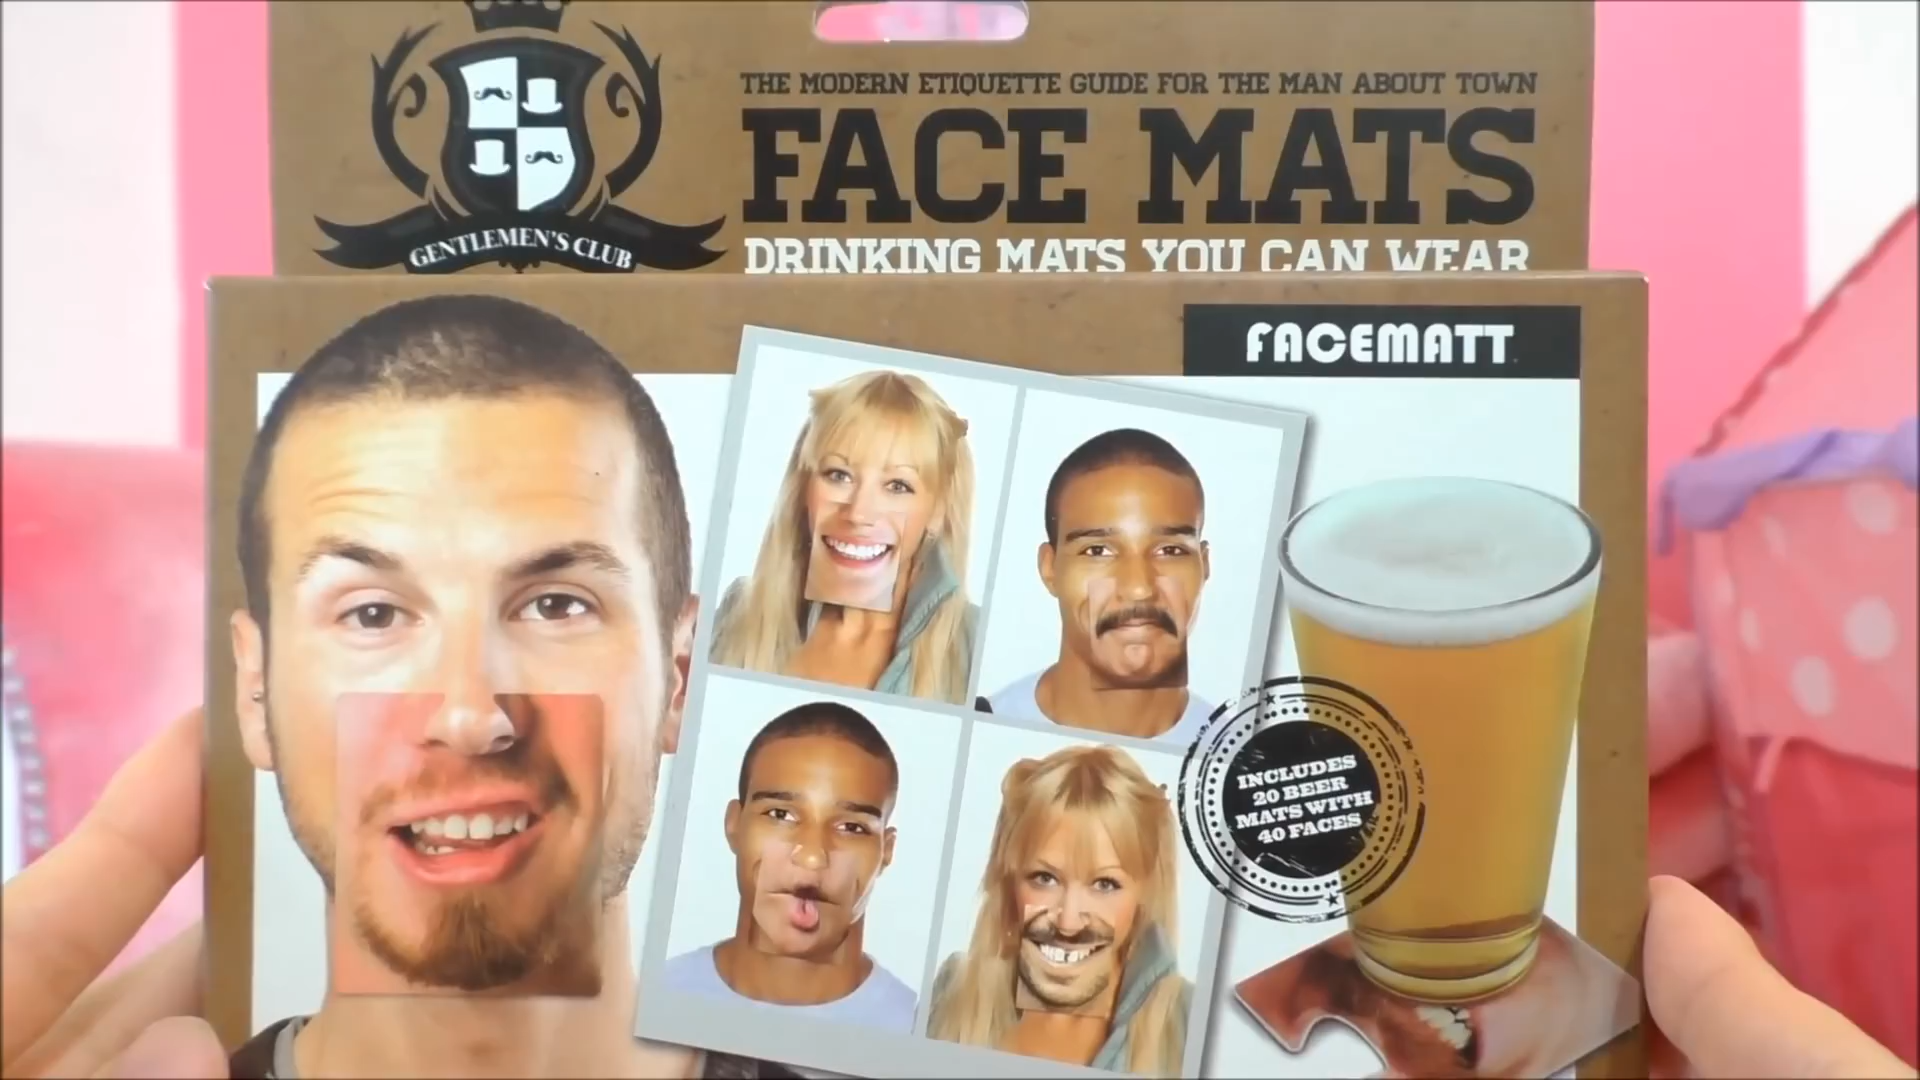 THE MODERN ETIQUETTE GUIDE FOR THE MAN ABOUT TOWN
FACE MATS
DRINKING MATS YOU CAN WEAR
GENTLEMEN'S CLUB
FACEMATT
INCLUDES
20 BEER
MATS WITH
40 FACES